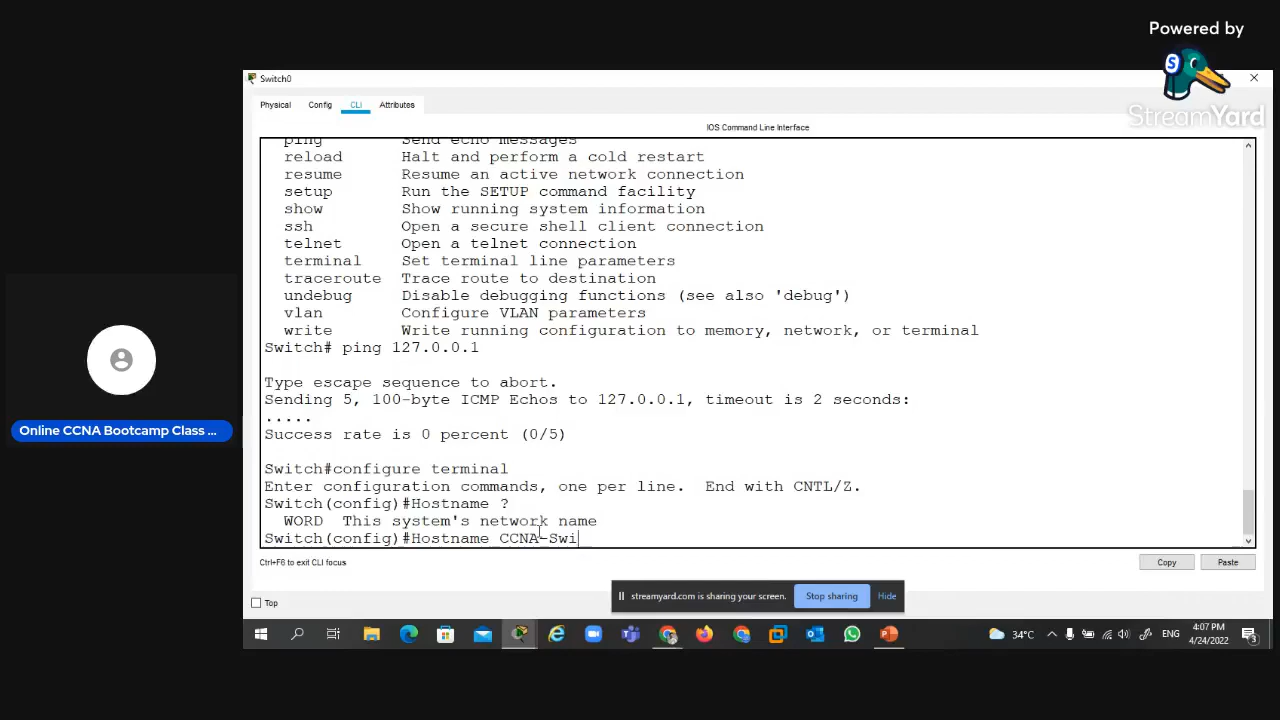 Powered by
StreamYard
Switch0
Physical Config CLI Attributes
IOS Command Line Interface
ping Send echo messages
reload Halt and perform a cold restart
resume Resume an active network connection
setup Run the SETUP command facility
show Show running system information
ssh Open a secure shell client connection
telnet Open a telnet connection
terminal Set terminal line parameters
traceroute Trace route to destination
undebug Disable debugging functions (see also 'debug')
vlan Configure VLAN parameters
write Write running configuration to memory, network, or terminal
Switch# ping 127.0.0.1
Type escape sequence to abort.
Sending 5, 100-byte ICMP Echos to 127.0.0.1, timeout is 2 seconds:
.....
Success rate is 0 percent (0/5)
Switch#configure terminal
Enter configuration commands, one per line. End with CNTL/Z.
Switch(config)#Hostname ?
WORD This system's network name
Switch(config)#Hostname CCNA-Swi
Ctrl+F6 to exit CLI focus
Copy Paste
Top
streamyard.com is sharing your screen. Stop sharing Hide
Online CCNA Bootcamp Class ...
34°C ENG 4:07 PM
4/24/2022
3